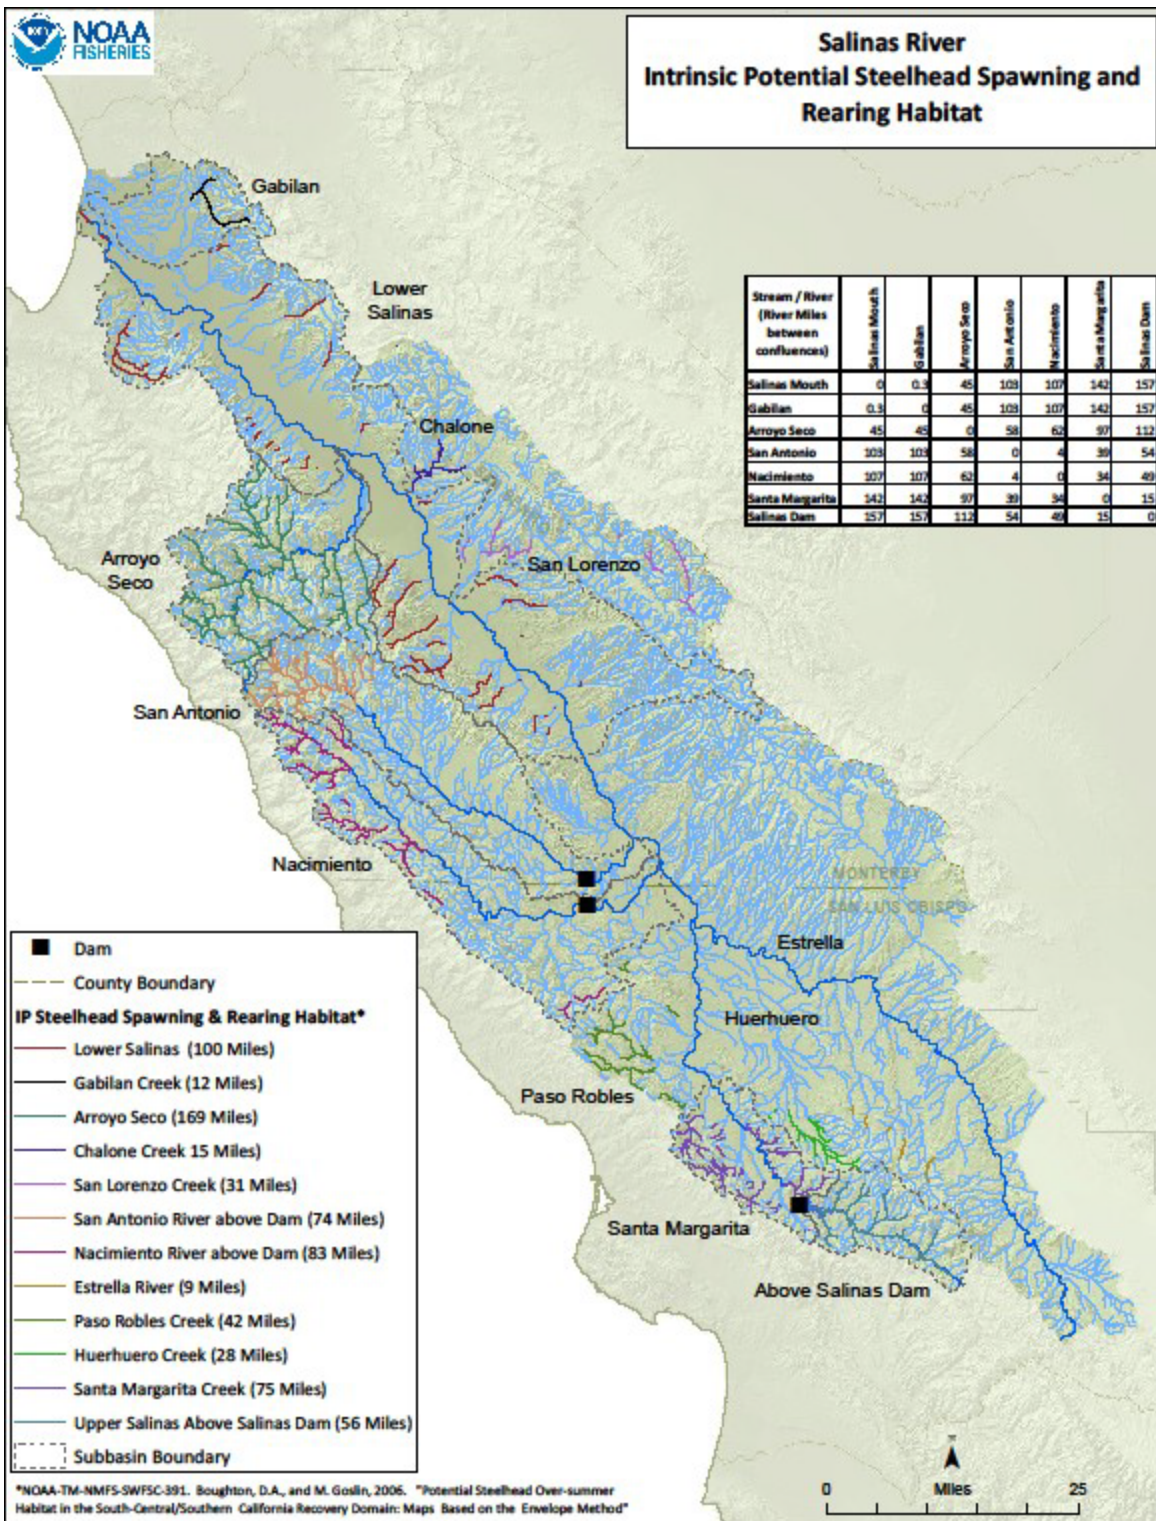 NOAA
FISHERIES
Salinas River
Intrinsic Potential Steelhead Spawning and
Rearing Habitat
Gabilan
Lower
Salinas
Stream / River
(River Miles
between
confluences)
Salinas Mouth
Gabilan
Arroyo Seco
San Antonio
Nacimiento
Santa Margarita
Salinas Dam
Salinas Mouth 0 0.3 45 103 107 142 157
Gabilan 0.3 0 45 103 107 142 157
Arroyo Seco 45 45 0 58 62 97 112
San Antonio 103 103 58 0 4 39 54
Nacimiento 107 107 62 4 0 34 49
Santa Margarita 142 142 97 39 34 0 15
Salinas Dam 157 157 112 54 49 15 0
Chalone
San Lorenzo
Arroyo
Seco
San Antonio
Nacimiento
MONTEREY
SAN LUIS OBISPO
Estrella
Huerhuero
Paso Robles
Santa Margarita
Above Salinas Dam
Dam
County Boundary
IP Steelhead Spawning & Rearing Habitat*
Lower Salinas (100 Miles)
Gabilan Creek (12 Miles)
Arroyo Seco (169 Miles)
Chalone Creek 15 Miles)
San Lorenzo Creek (31 Miles)
San Antonio River above Dam (74 Miles)
Nacimiento River above Dam (83 Miles)
Estrella River (9 Miles)
Paso Robles Creek (42 Miles)
Huerhuero Creek (28 Miles)
Santa Margarita Creek (75 Miles)
Upper Salinas Above Salinas Dam (56 Miles)
Subbasin Boundary
*NOAA-TM-NMFS-SWFSC-391. Boughton, D.A., and M. Goslin, 2006. "Potential Steelhead Over-summer
Habitat in the South-Central/Southern California Recovery Domain: Maps Based on the Envelope Method"
0 Miles 25